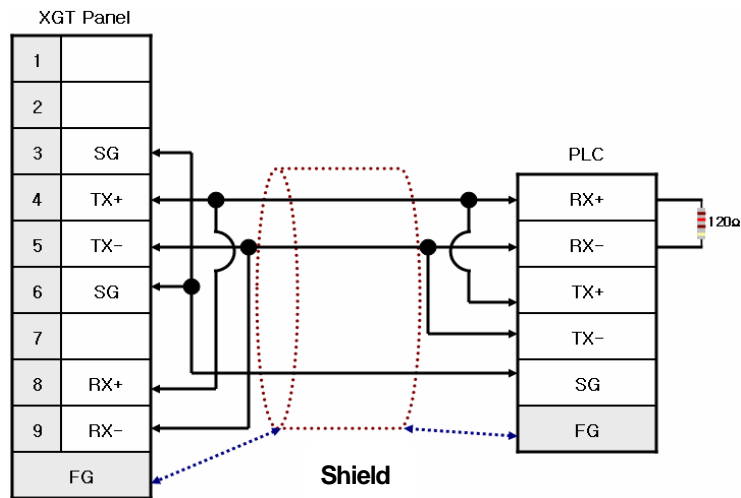 XGT Panel
1
2
3 SG
4 TX+
5 TX-
6 SG
7
8 RX+
9 RX-
FG
Shield
PLC
RX+
RX-
TX+
TX-
SG
FG
120Ω